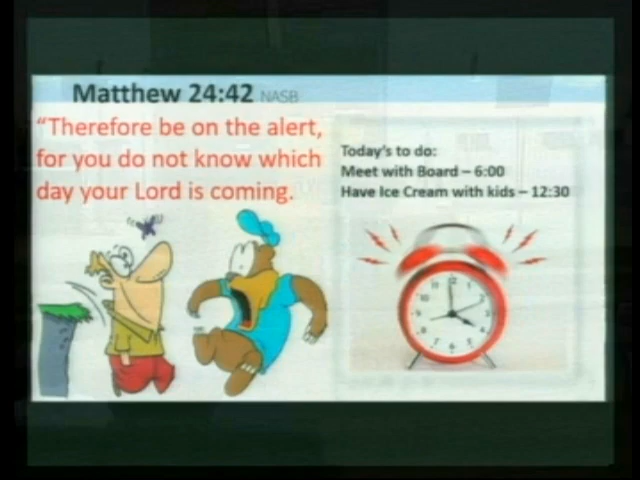 Matthew 24:42 NASB
“Therefore be on the alert,
for you do not know which
day your Lord is coming.
Today's to do:
Meet with Board – 6:00
Have Ice Cream with kids – 12:30